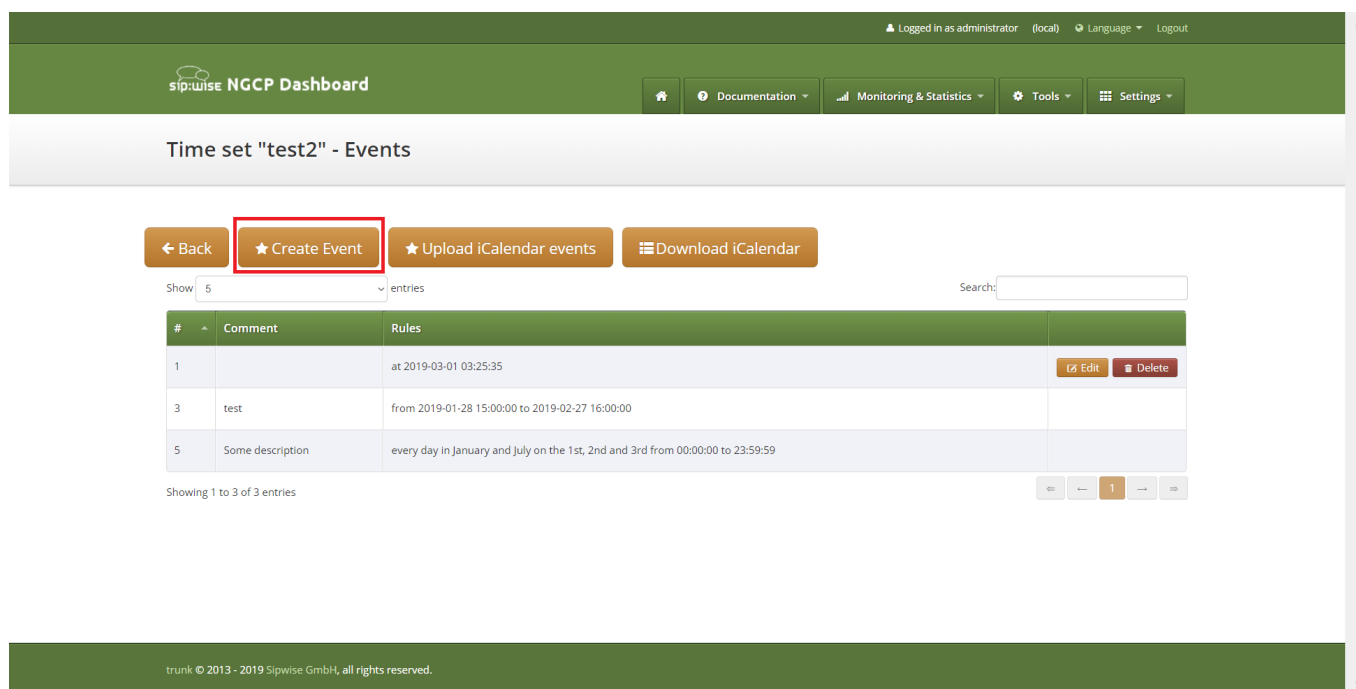 Logged in as administrator (local) Language Logout
sip:wise NGCP Dashboard
Documentation Monitoring & Statistics Tools Settings
Time set "test2" - Events
Back Create Event Upload iCalendar events Download iCalendar
Show 5 entries Search:
# Comment Rules
1 at 2019-03-01 03:25:35 Edit Delete
3 test from 2019-01-28 15:00:00 to 2019-02-27 16:00:00
5 Some description every day in January and July on the 1st, 2nd and 3rd from 00:00:00 to 23:59:59
Showing 1 to 3 of 3 entries ⇐ ← 1 → ⇒
trunk © 2013 - 2019 Sipwise GmbH, all rights reserved.